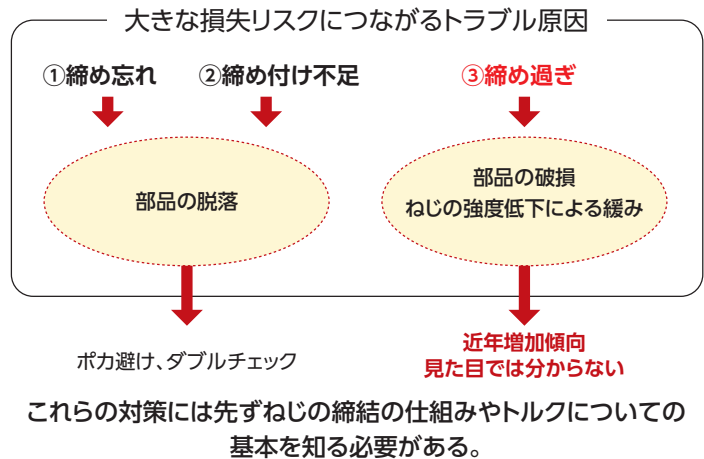 大きな損失リスクにつながるトラブル原因
①締め忘れ
②締め付け不足
③締め過ぎ
部品の脱落
部品の破損
ねじの強度低下による緩み
ポカ避け、ダブルチェック
近年増加傾向
見た目では分からない
これらの対策には先ずねじの締結の仕組みやトルクについての
基本を知る必要がある。